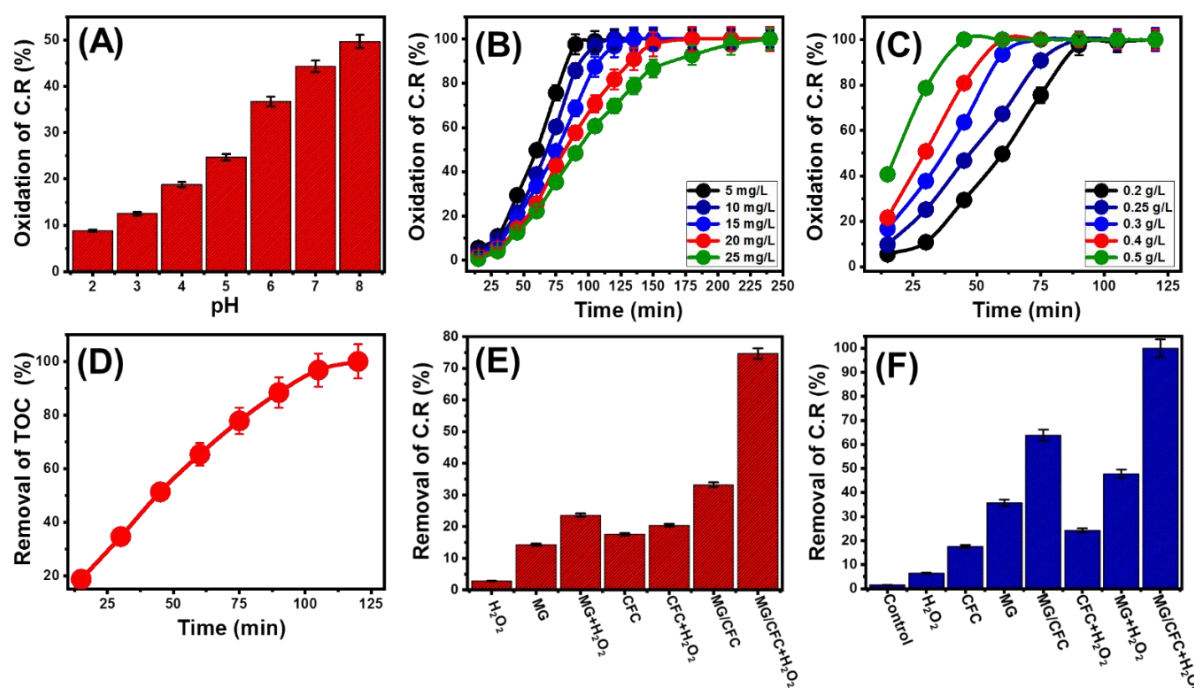 (A)
Oxidation of C.R (%)
50
40
30
20
10
0
2 3 4 5 6 7 8
pH
(B)
Oxidation of C.R (%)
100
80
60
40
20
0
5 mg/L
10 mg/L
15 mg/L
20 mg/L
25 mg/L
25 50 75 100 125 150 175 200 225 250
Time (min)
(C)
Oxidation of C.R (%)
100
80
60
40
20
0
0.2 g/L
0.25 g/L
0.3 g/L
0.4 g/L
0.5 g/L
25 50 75 100 125
Time (min)
(D)
Removal of TOC (%)
100
80
60
40
20
25 50 75 100 125
Time (min)
(E)
Removal of C.R (%)
80
75
70
60
50
40
30
20
10
0
H2O2
MG
MG+H2O2
CFC
CFC+H2O2
MG/CFC
MG/CFC+H2O2
(F)
Removal of C.R (%)
100
90
80
70
60
50
40
30
20
10
0
Control
H2O2
CFC
MG
MG/CFC
CFC+H2O2
MG+H2O2
MG/CFC+H2O2